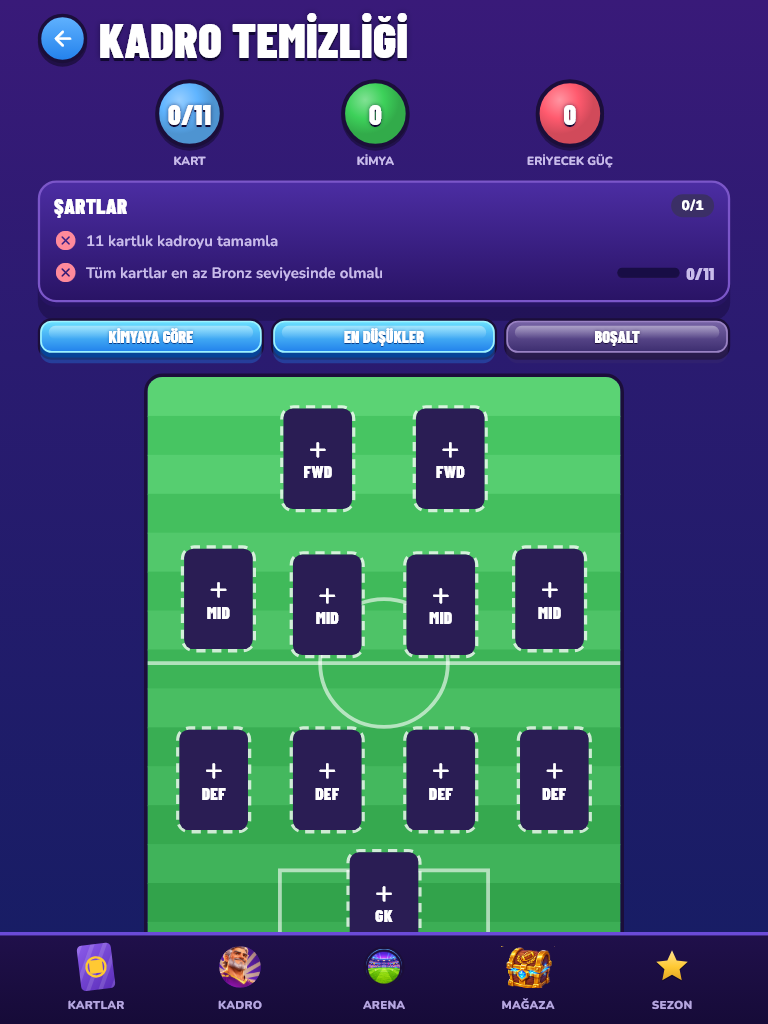 KADRO TEMİZLİĞİ
0/11
0
0
KART
KİMYA
ERİYECEK GÜÇ
ŞARTLAR
0/1
11 kartlık kadroyu tamamla
Tüm kartlar en az Bronz seviyesinde olmalı
0/11
KİMYAYA GÖRE
EN DÜŞÜKLER
BOŞALT
+
FWD
+
FWD
+
MID
+
MID
+
MID
+
MID
+
DEF
+
DEF
+
DEF
+
DEF
+
GK
KARTLAR
KADRO
ARENA
MAĞAZA
SEZON